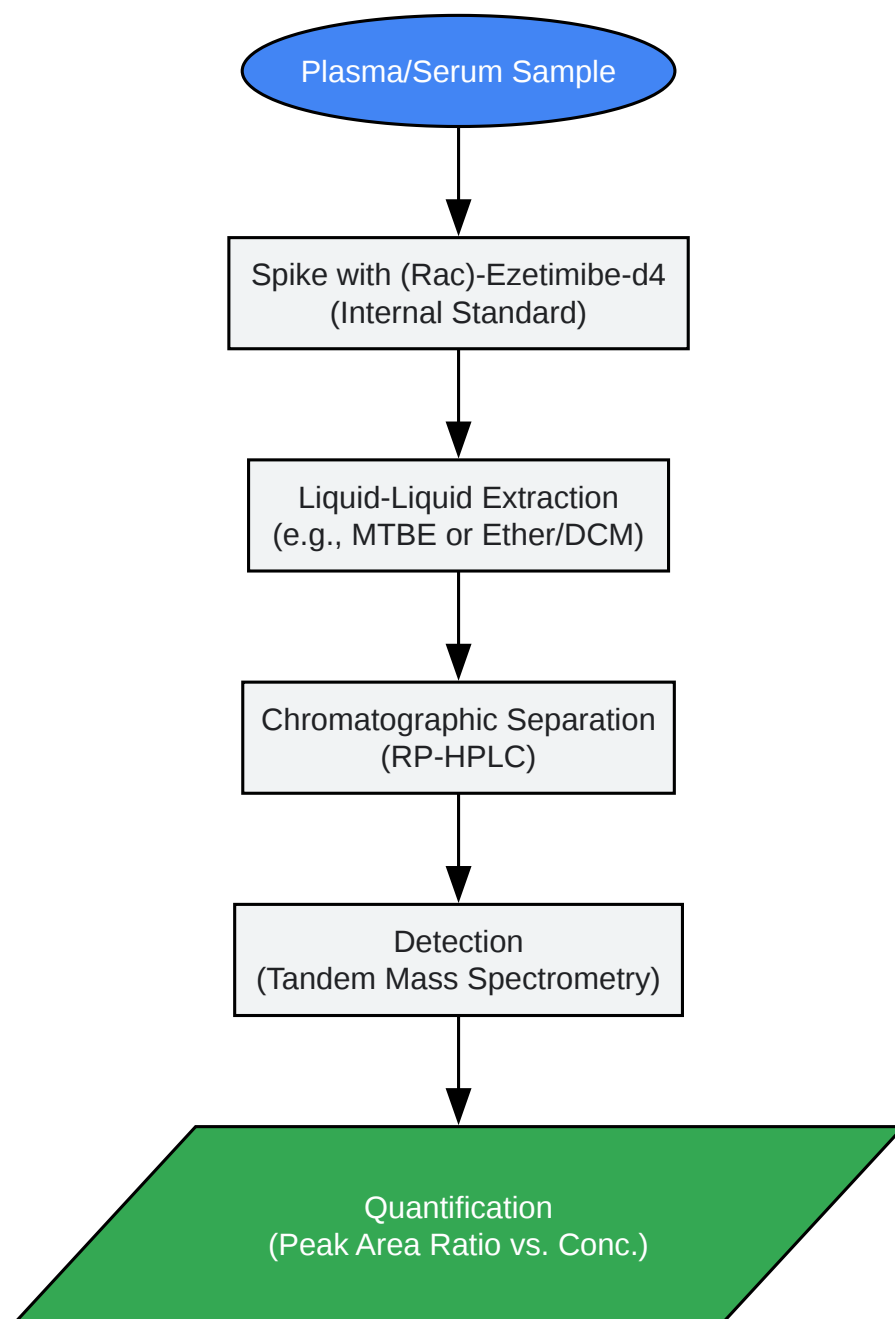 Plasma/Serum Sample
Spike with (Rac)-Ezetimibe-d4
(Internal Standard)
Liquid-Liquid Extraction
(e.g., MTBE or Ether/DCM)
Chromatographic Separation
(RP-HPLC)
Detection
(Tandem Mass Spectrometry)
Quantification
(Peak Area Ratio vs. Conc.)